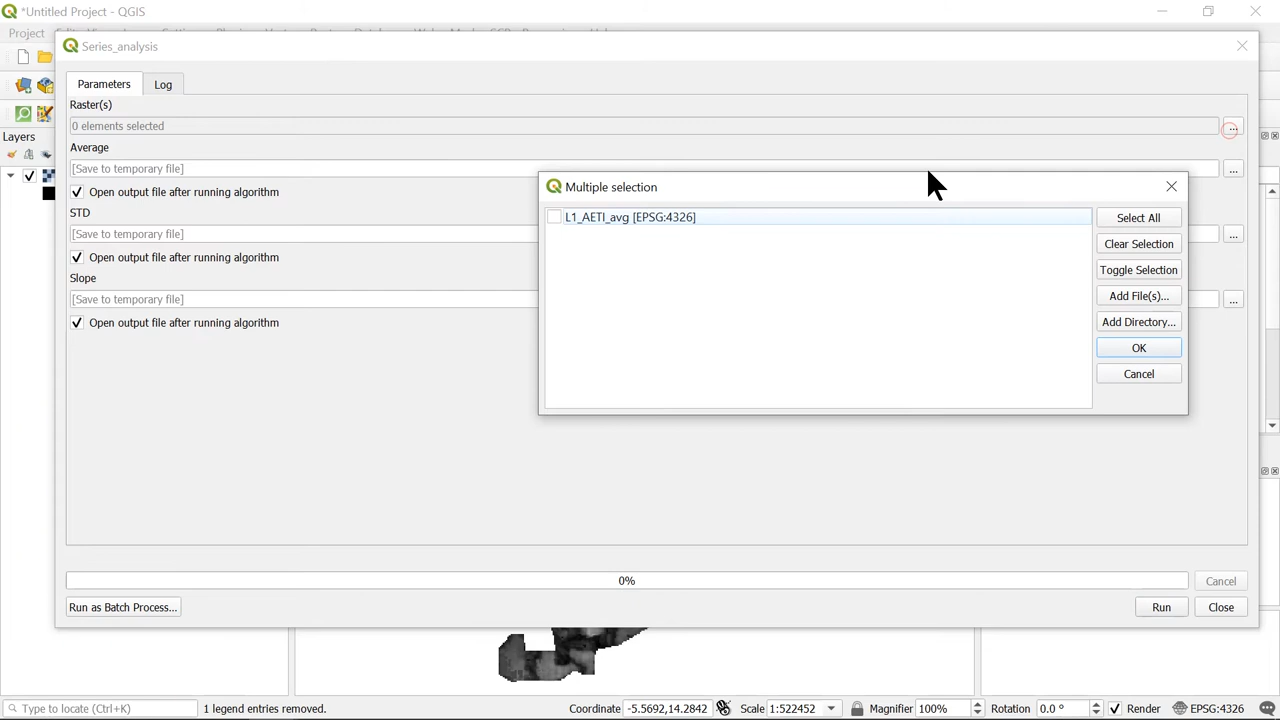 *Untitled Project - QGIS
Project
Series_analysis
Parameters
Log
Raster(s)
0 elements selected
...
Average
[Save to temporary file]
...
Open output file after running algorithm
STD
[Save to temporary file]
...
Open output file after running algorithm
Slope
[Save to temporary file]
...
Open output file after running algorithm
Multiple selection
L1_AETI_avg [EPSG:4326]
Select All
Clear Selection
Toggle Selection
Add File(s)...
Add Directory...
OK
Cancel
Layers
0%
Cancel
Run as Batch Process...
Run
Close
Type to locate (Ctrl+K)
1 legend entries removed.
Coordinate
-5.5692,14.2842
Scale
1:522452
Magnifier
100%
Rotation
0.0 °
Render
EPSG:4326